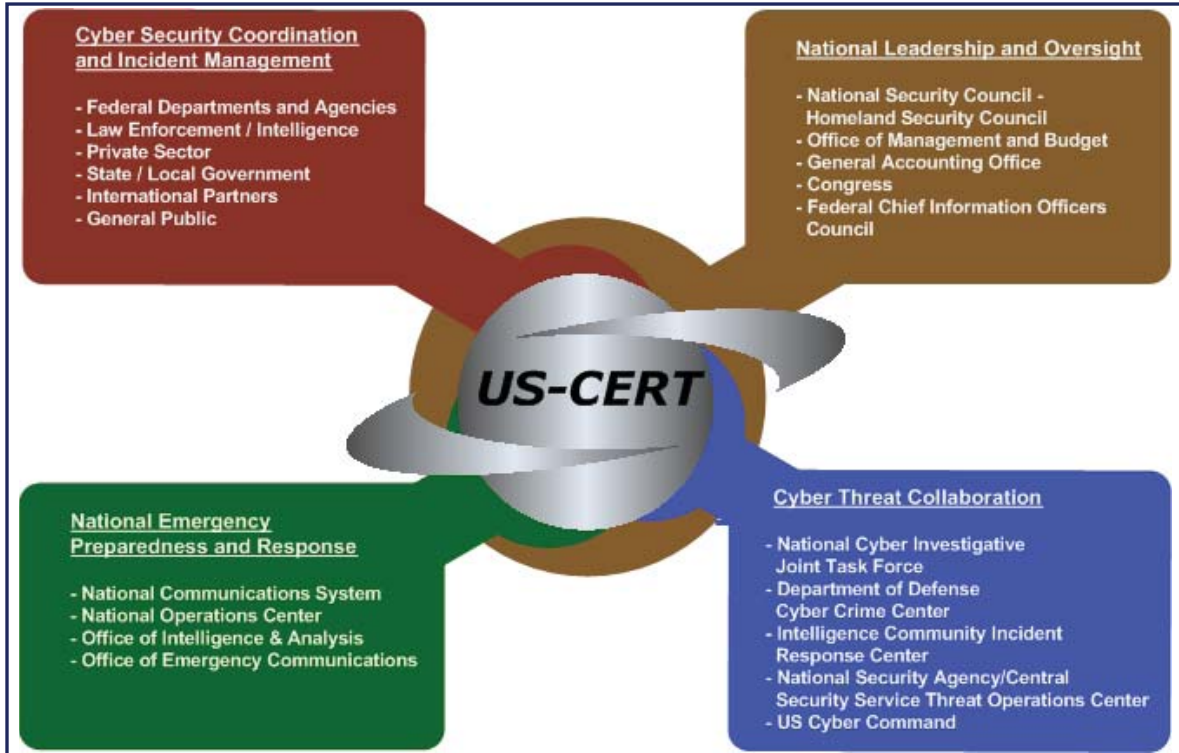 Cyber Security Coordination
and Incident Management
- Federal Departments and Agencies
- Law Enforcement / Intelligence
- Private Sector
- State / Local Government
- International Partners
- General Public
National Leadership and Oversight
- National Security Council -
Homeland Security Council
- Office of Management and Budget
- General Accounting Office
- Congress
- Federal Chief Information Officers
Council
US-CERT
National Emergency
Preparedness and Response
- National Communications System
- National Operations Center
- Office of Intelligence & Analysis
- Office of Emergency Communications
Cyber Threat Collaboration
- National Cyber Investigative
Joint Task Force
- Department of Defense
Cyber Crime Center
- Intelligence Community Incident
Response Center
- National Security Agency/Central
Security Service Threat Operations Center
- US Cyber Command